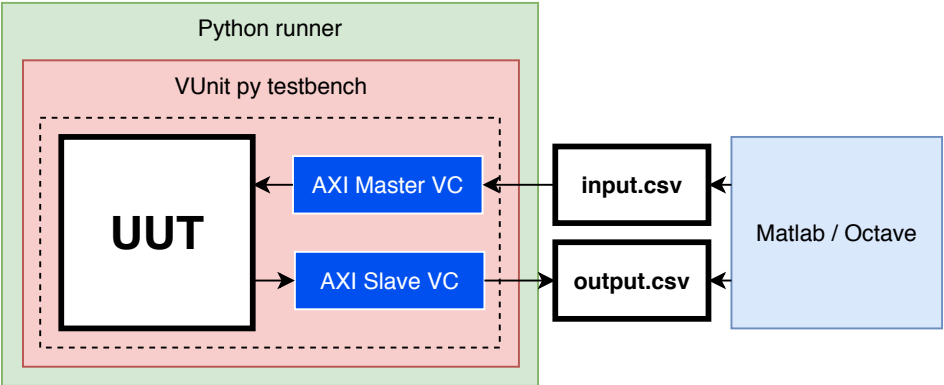 Python runner
VUnit py testbench
UUT
AXI Master VC
AXI Slave VC
input.csv
output.csv
Matlab / Octave